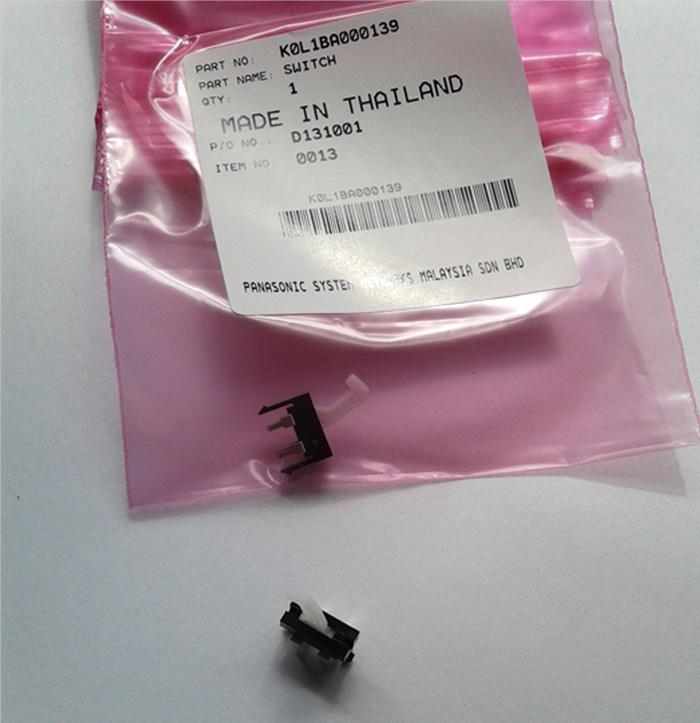 PART NO: K0L1BA000139
PART NAME: SWITCH
QTY: 1
MADE IN THAILAND
P/O NO.: D131001
ITEM NO. 0013
K0L1BA000139
PANASONIC SYSTEM MALAYSIA SDN BHD